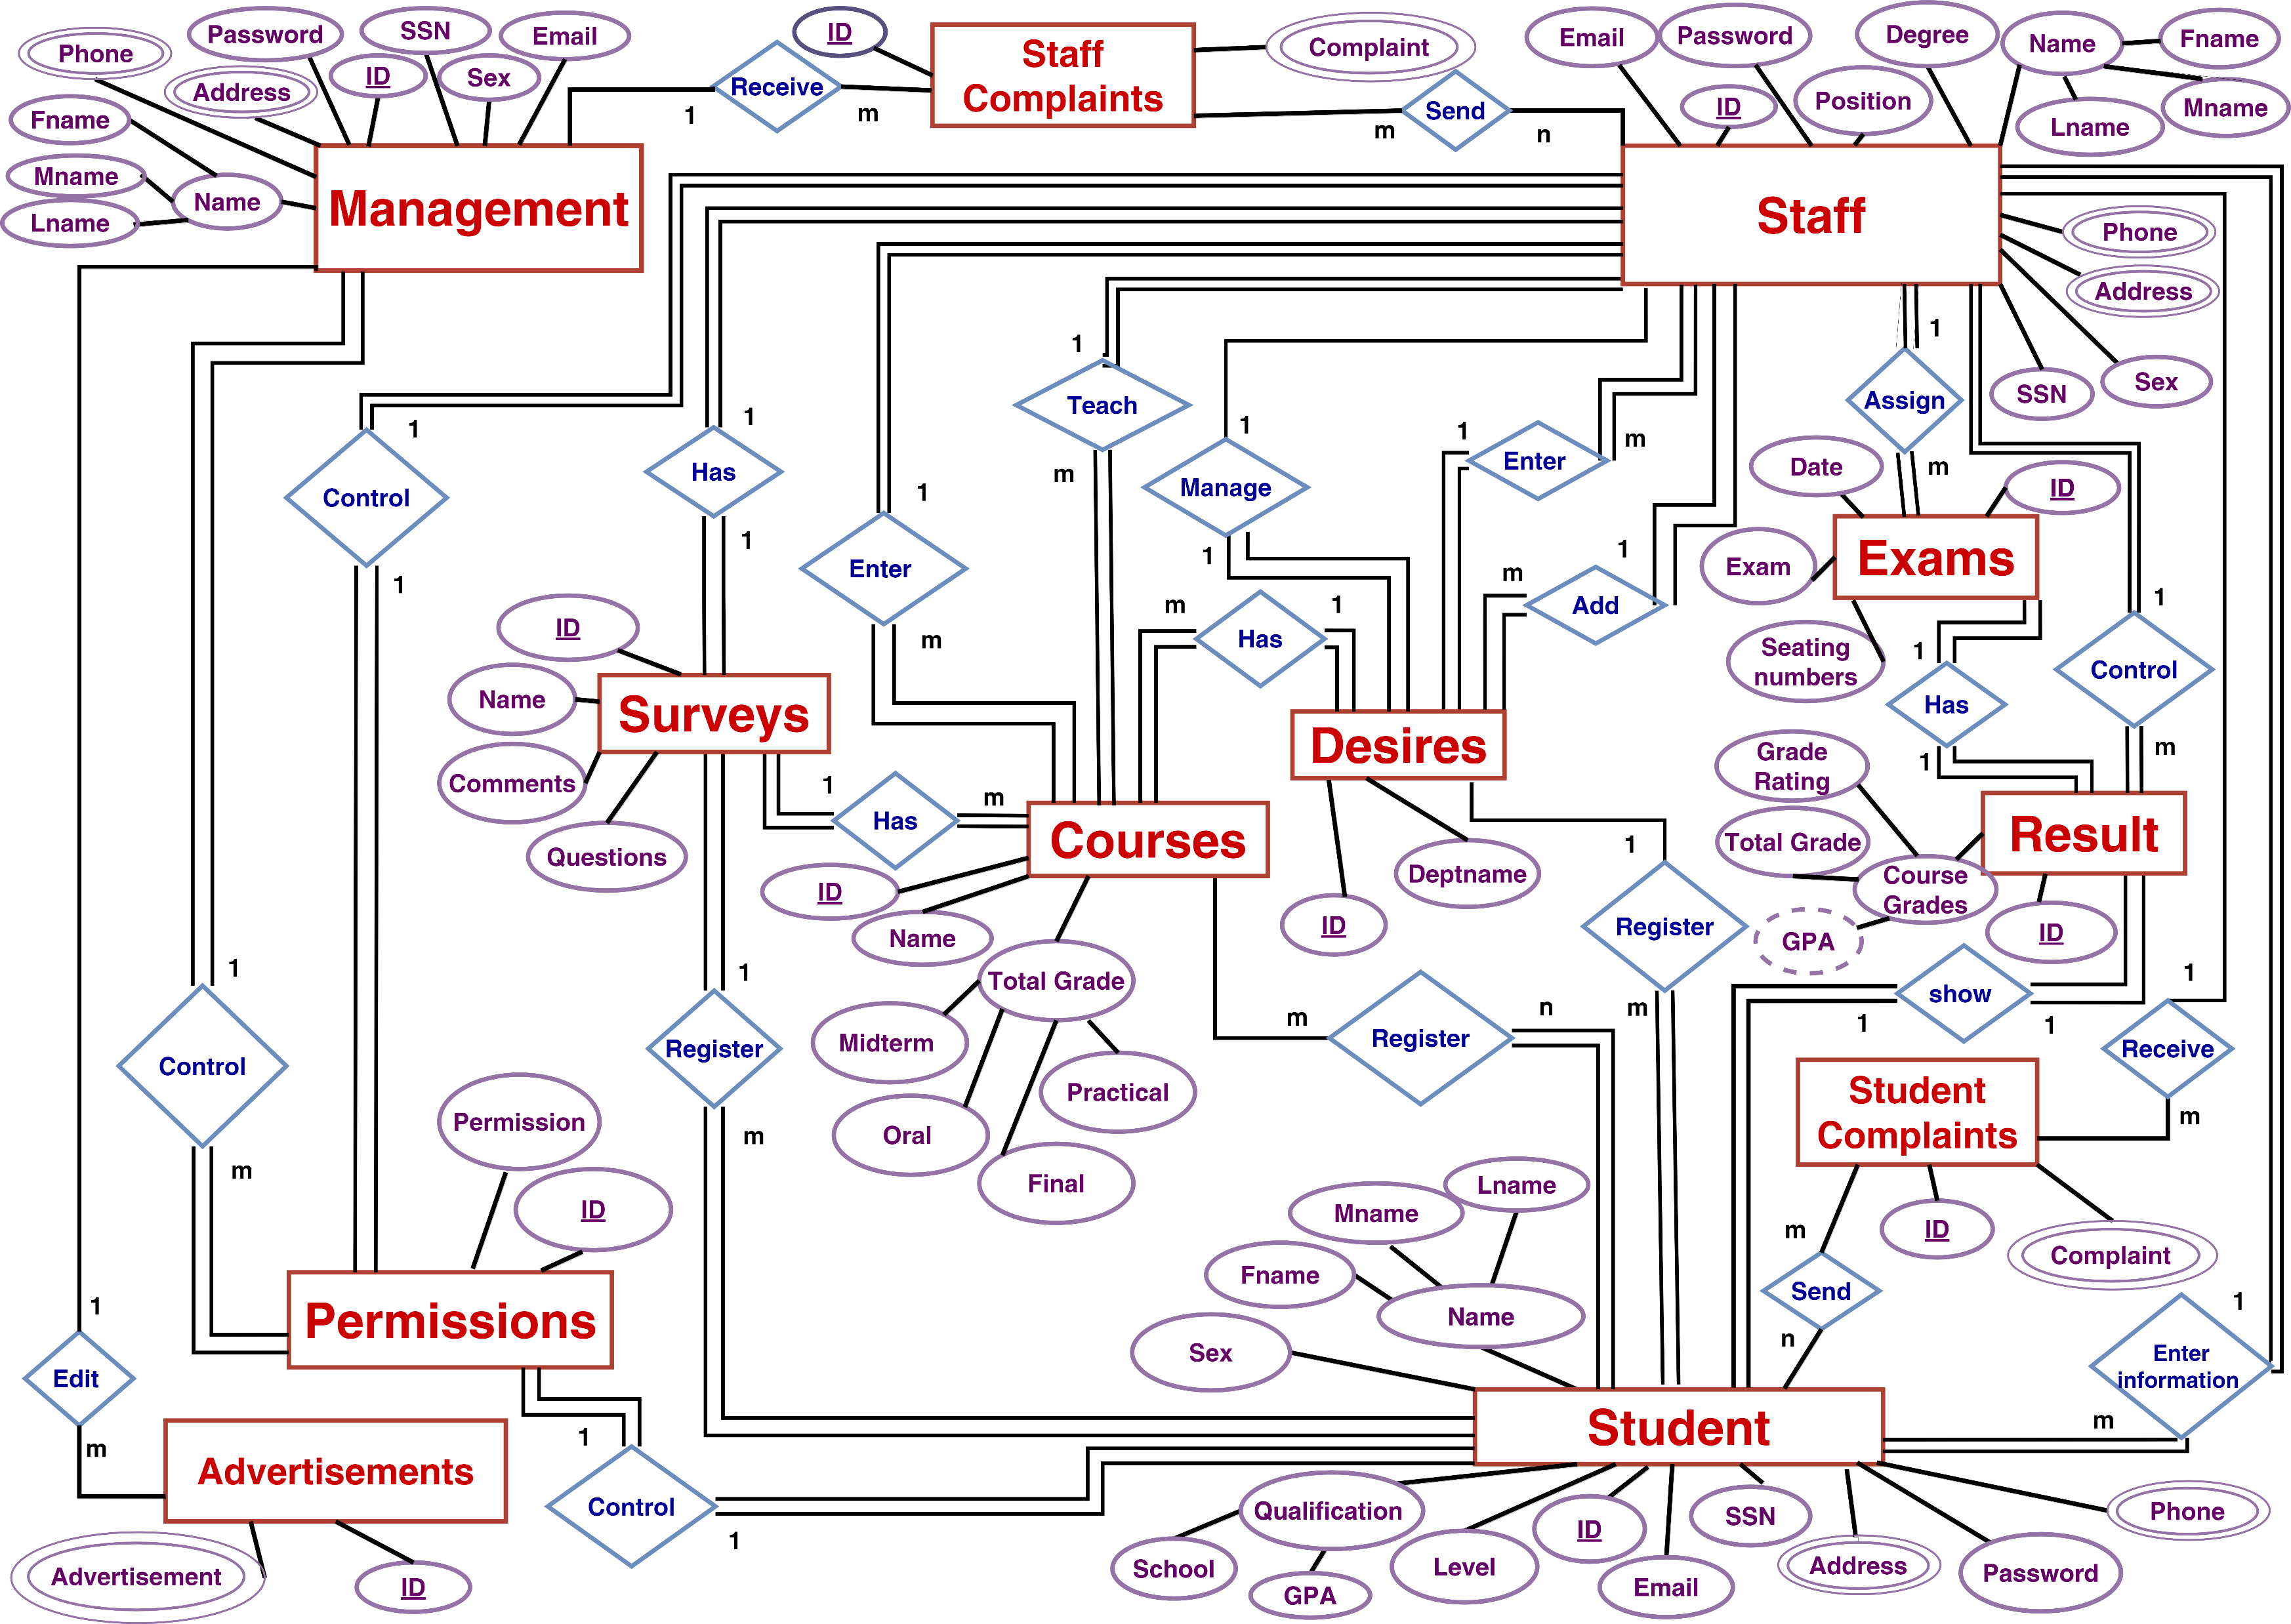 Phone
Password
SSN
Email
ID
Sex
Address
Fname
Mname
Name
Lname
Management
Receive
1
m
ID
Staff
Complaints
Complaint
Send
m
n
Email
Password
Degree
Name
Fname
ID
Position
Lname
Mname
Staff
Phone
Address
Sex
SSN
Control
1
1
Has
1
1
Enter
1
m
Teach
1
m
Manage
1
1
Enter
1
m
Add
1
m
Assign
1
m
Date
ID
Exam
Exams
Seating
numbers
Has
1
1
Control
1
m
Has
m
1
ID
Name
Surveys
Comments
Questions
Has
1
m
Desires
Deptname
ID
Courses
ID
Name
Total Grade
Midterm
Oral
Final
Practical
Grade
Rating
Total Grade
Course
Grades
GPA
Result
ID
Register
1
m
show
1
1
Receive
1
m
Register
m
n
Register
1
m
Control
1
m
Permission
ID
Permissions
Student
Complaints
ID
Complaint
Send
m
n
Enter
information
1
m
Lname
Mname
Fname
Name
Sex
Student
Edit
1
m
Advertisements
Advertisement
ID
Control
1
1
Qualification
School
GPA
Level
ID
Email
SSN
Address
Password
Phone